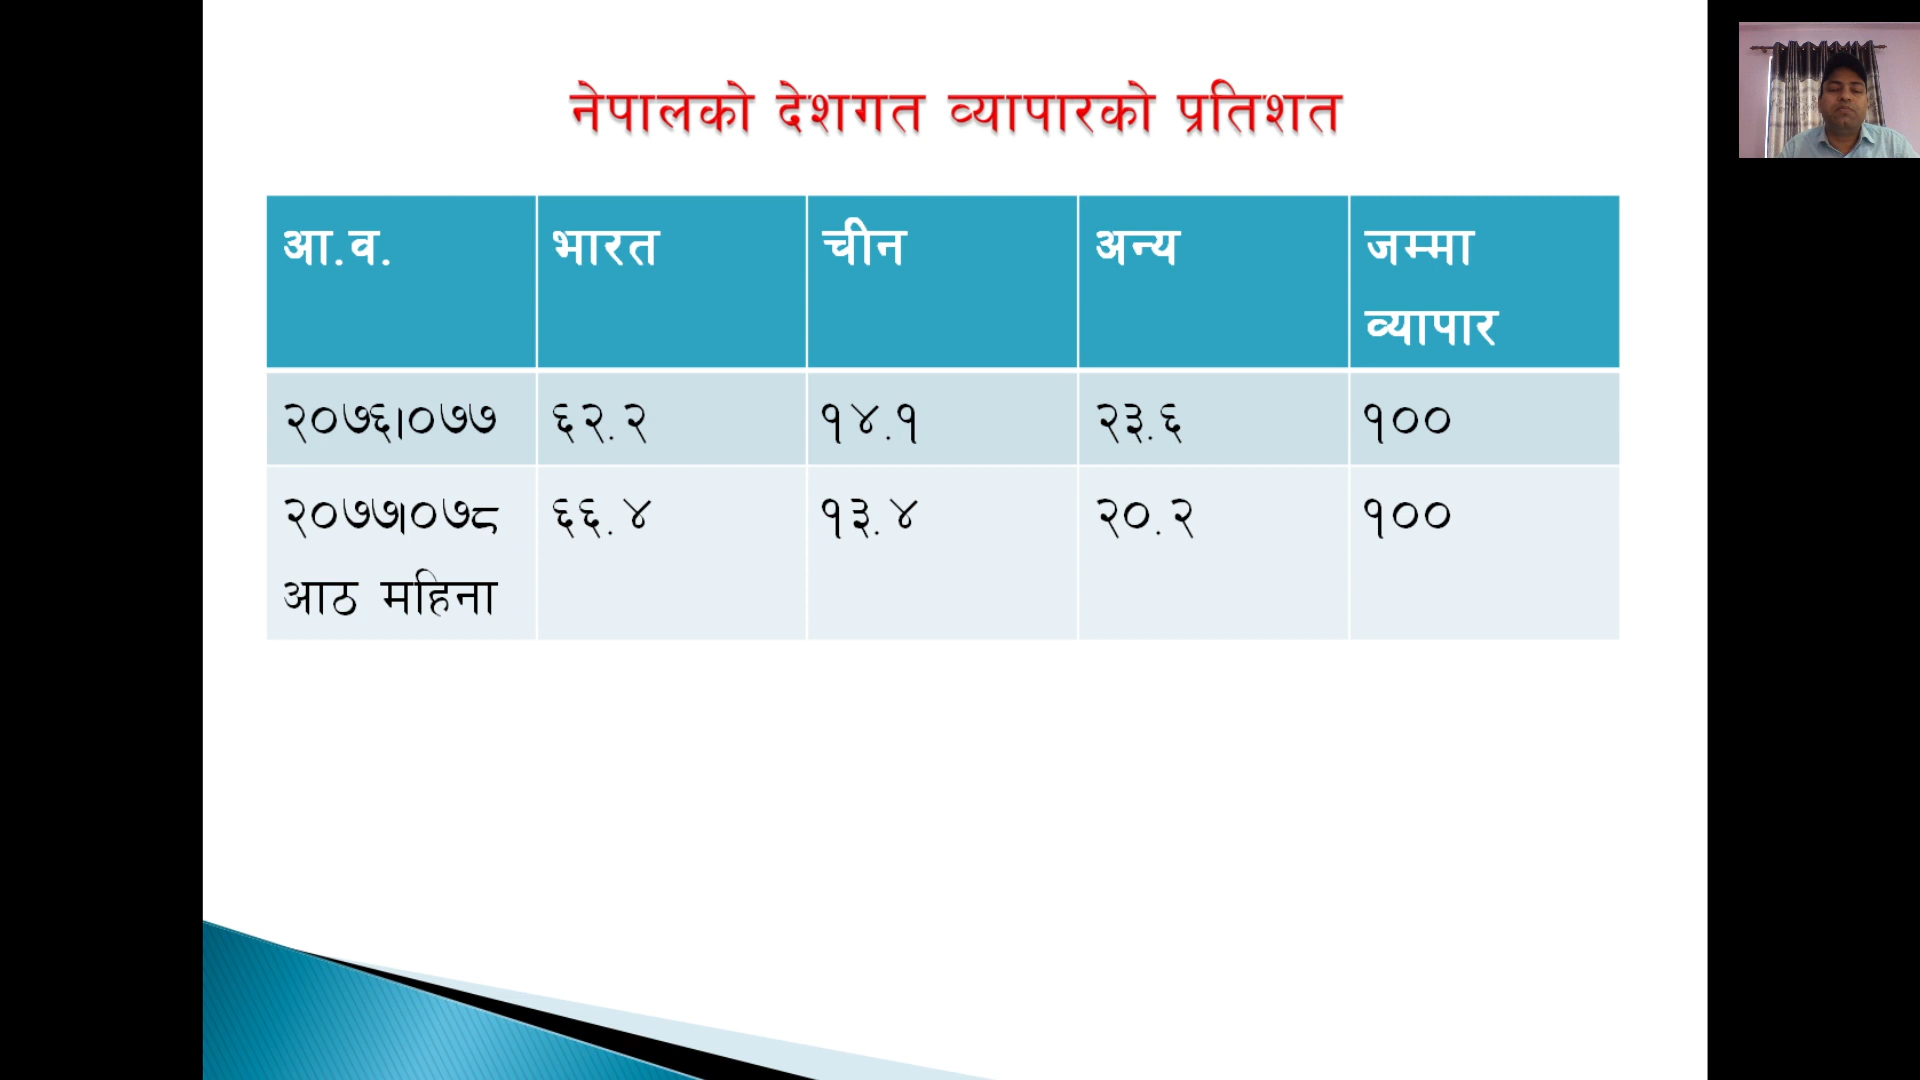 नेपालको देशगत व्यापारको प्रतिशत
आ.व. भारत चीन अन्य जम्मा
व्यापार
२०७६।०७७ ६२.२ १४.१ २३.६ १००
२०७७।०७८ ६६.४ १३.४ २०.२ १००
आठ महिना